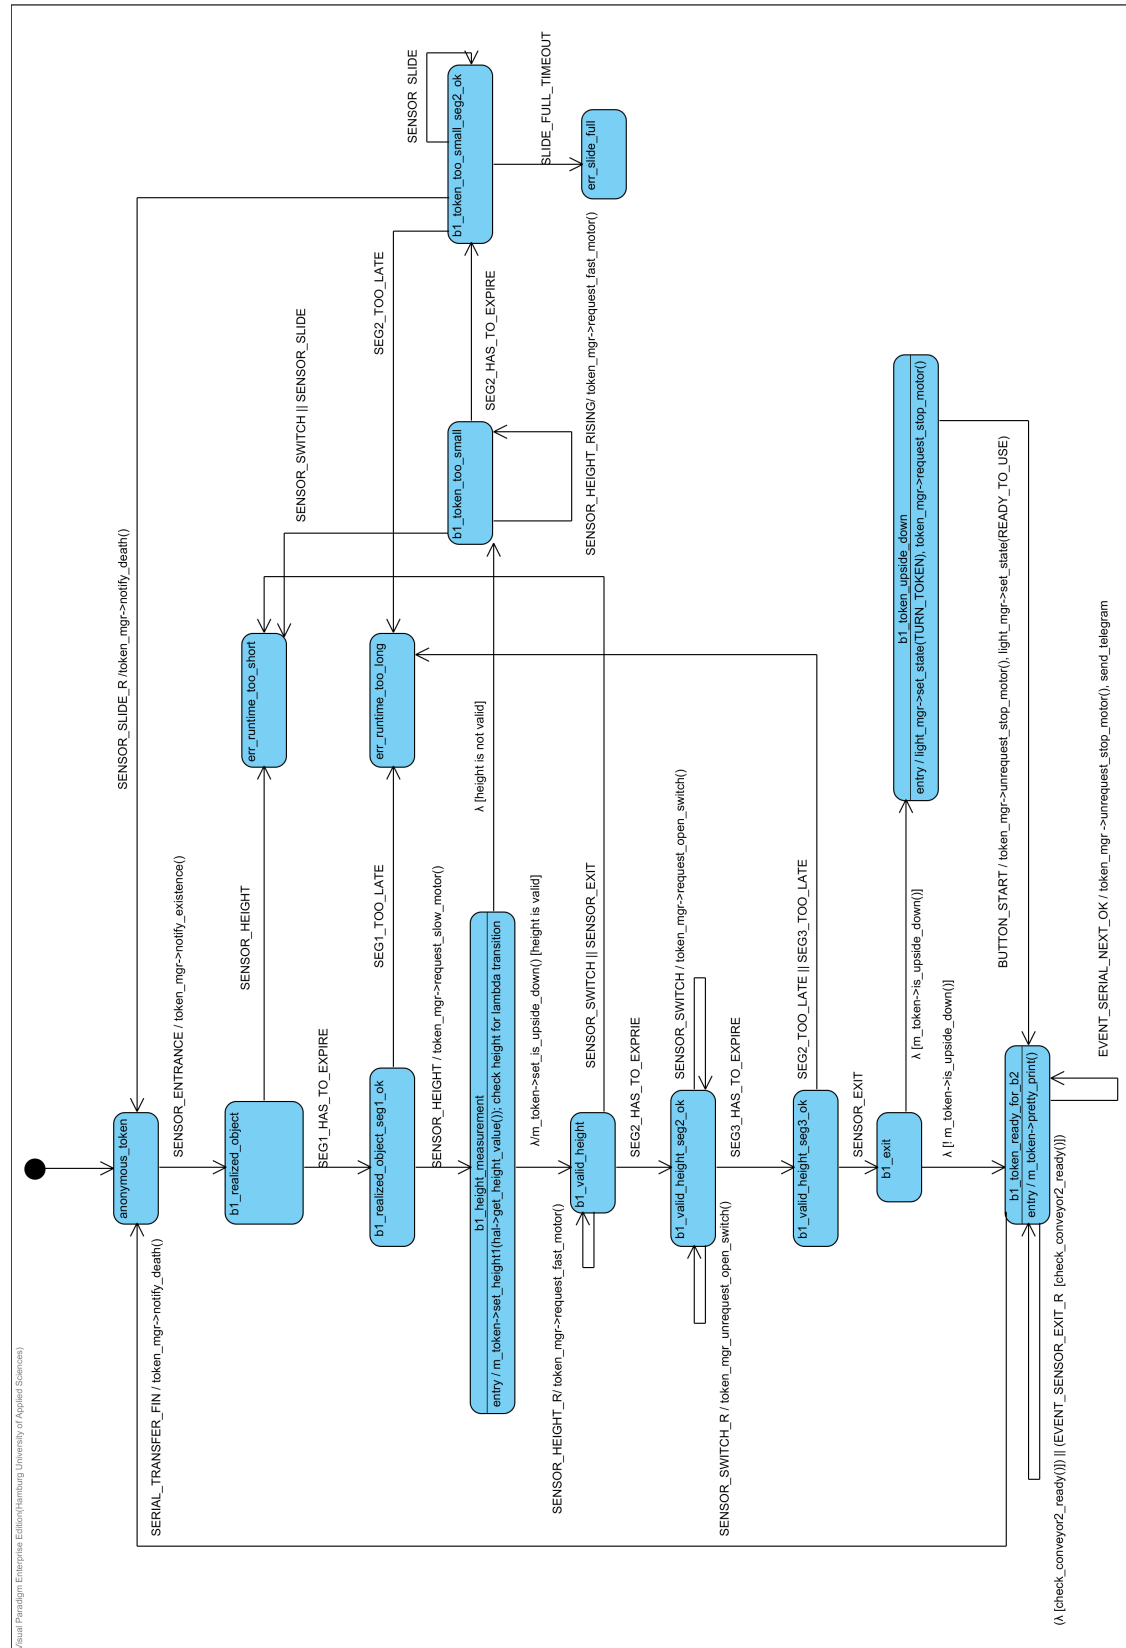 Visual Paradigm Enterprise Edition(Hamburg University of Applied Sciences)
SERIAL_TRANSFER_FIN / token_mgr->notify_death()
anonymous_token
SENSOR_SLIDE_R /token_mgr->notify_death()
SENSOR_ENTRANCE / token_mgr->notify_existence()
b1_realized_object
SENSOR_HEIGHT
err_runtime_too_short
SENSOR_SWITCH || SENSOR_SLIDE
SEG1_HAS_TO_EXPIRE
b1_realized_object_seg1_ok
SEG1_TOO_LATE
err_runtime_too_long
SEG2_TOO_LATE
SENSOR_SLIDE
SENSOR_HEIGHT / token_mgr->request_slow_motor()
b1_height_measurement
entry / m_token->set_height1(hal->get_height_value()); check height for lambda transition
λ [height is not valid]
b1_token_too_small
SEG2_HAS_TO_EXPIRE
b1_token_too_small_seg2_ok
SLIDE_FULL_TIMEOUT
err_slide_full
SENSOR_HEIGHT_RISING/ token_mgr->request_fast_motor()
λ/m_token->set_is_upside_down() [height is valid]
SENSOR_HEIGHT_R/ token_mgr->request_fast_motor()
b1_valid_height
SENSOR_SWITCH || SENSOR_EXIT
SEG2_HAS_TO_EXPRIE
b1_valid_height_seg2_ok
SENSOR_SWITCH / token_mgr->request_open_switch()
SENSOR_SWITCH_R / token_mgr_unrequest_open_switch()
SEG3_HAS_TO_EXPIRE
b1_valid_height_seg3_ok
SEG2_TOO_LATE || SEG3_TOO_LATE
SENSOR_EXIT
b1_exit
λ [m_token->is_upside_down()]
b1_token_upside_down
entry / light_mgr->set_state(TURN_TOKEN), token_mgr->request_stop_motor()
λ [! m_token->is_upside_down()]
BUTTON_START / token_mgr->unrequest_stop_motor(), light_mgr->set_state(READY_TO_USE)
b1_token_ready_for_b2
entry / m_token->pretty_print()
(λ [check_conveyor2_ready()]) || (EVENT_SENSOR_EXIT_R [check_conveyor2_ready()])
EVENT_SERIAL_NEXT_OK / token_mgr ->unrequest_stop_motor(), send_telegram